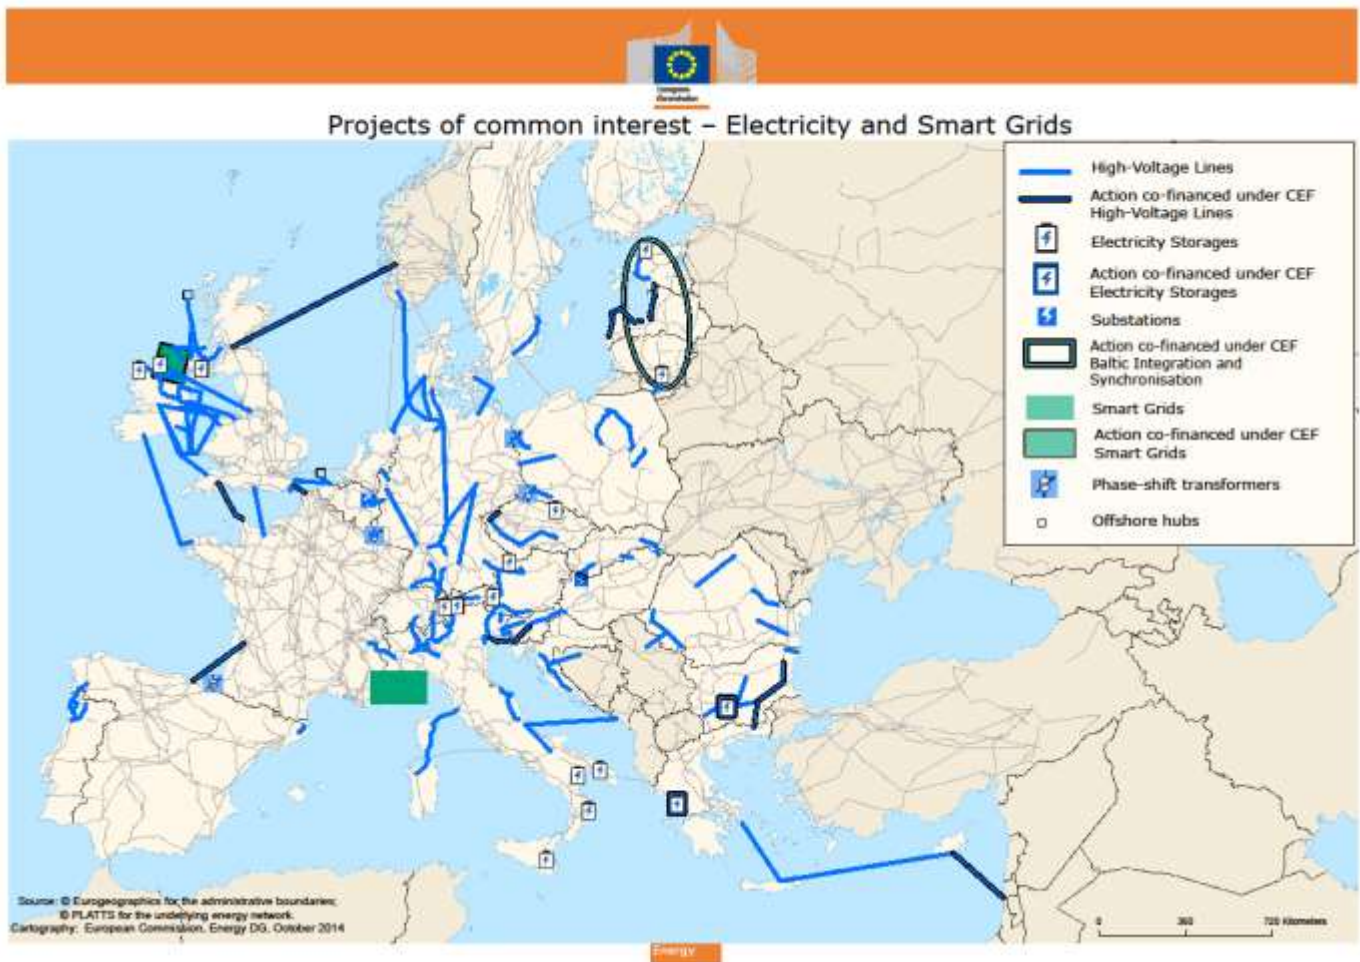 European
Commission
Projects of common interest – Electricity and Smart Grids
High-Voltage Lines
Action co-financed under CEF
High-Voltage Lines
Electricity Storages
Action co-financed under CEF
Electricity Storages
Substations
Action co-financed under CEF
Baltic Integration and
Synchronisation
Smart Grids
Action co-financed under CEF
Smart Grids
Phase-shift transformers
Offshore hubs
Source: © Eurogeographics for the administrative boundaries;
© PLATTS for the underlying energy network.
Cartography: European Commission, Energy DG, October 2014
0 360 720 Kilometers
Energy